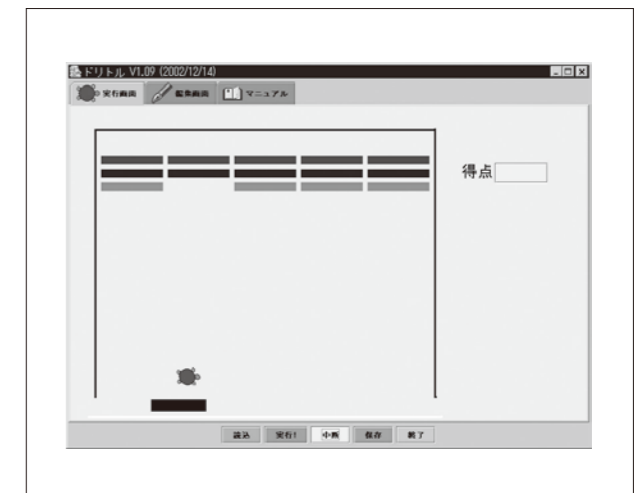 ドリトル V1.09 (2002/12/14)
実行画面 編集画面 マニュアル
得点
読込 実行! 中断 保存 終了